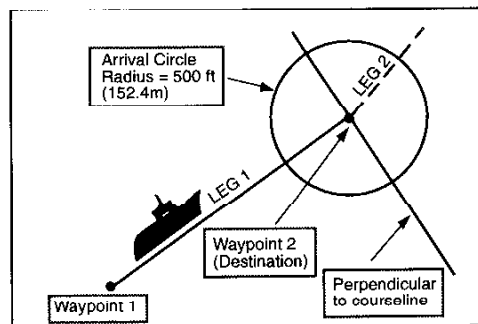 Arrival Circle
Radius = 500 ft
(152.4m)
LEG 2
LEG 1
Waypoint 2
(Destination)
Perpendicular
to courseline
Waypoint 1